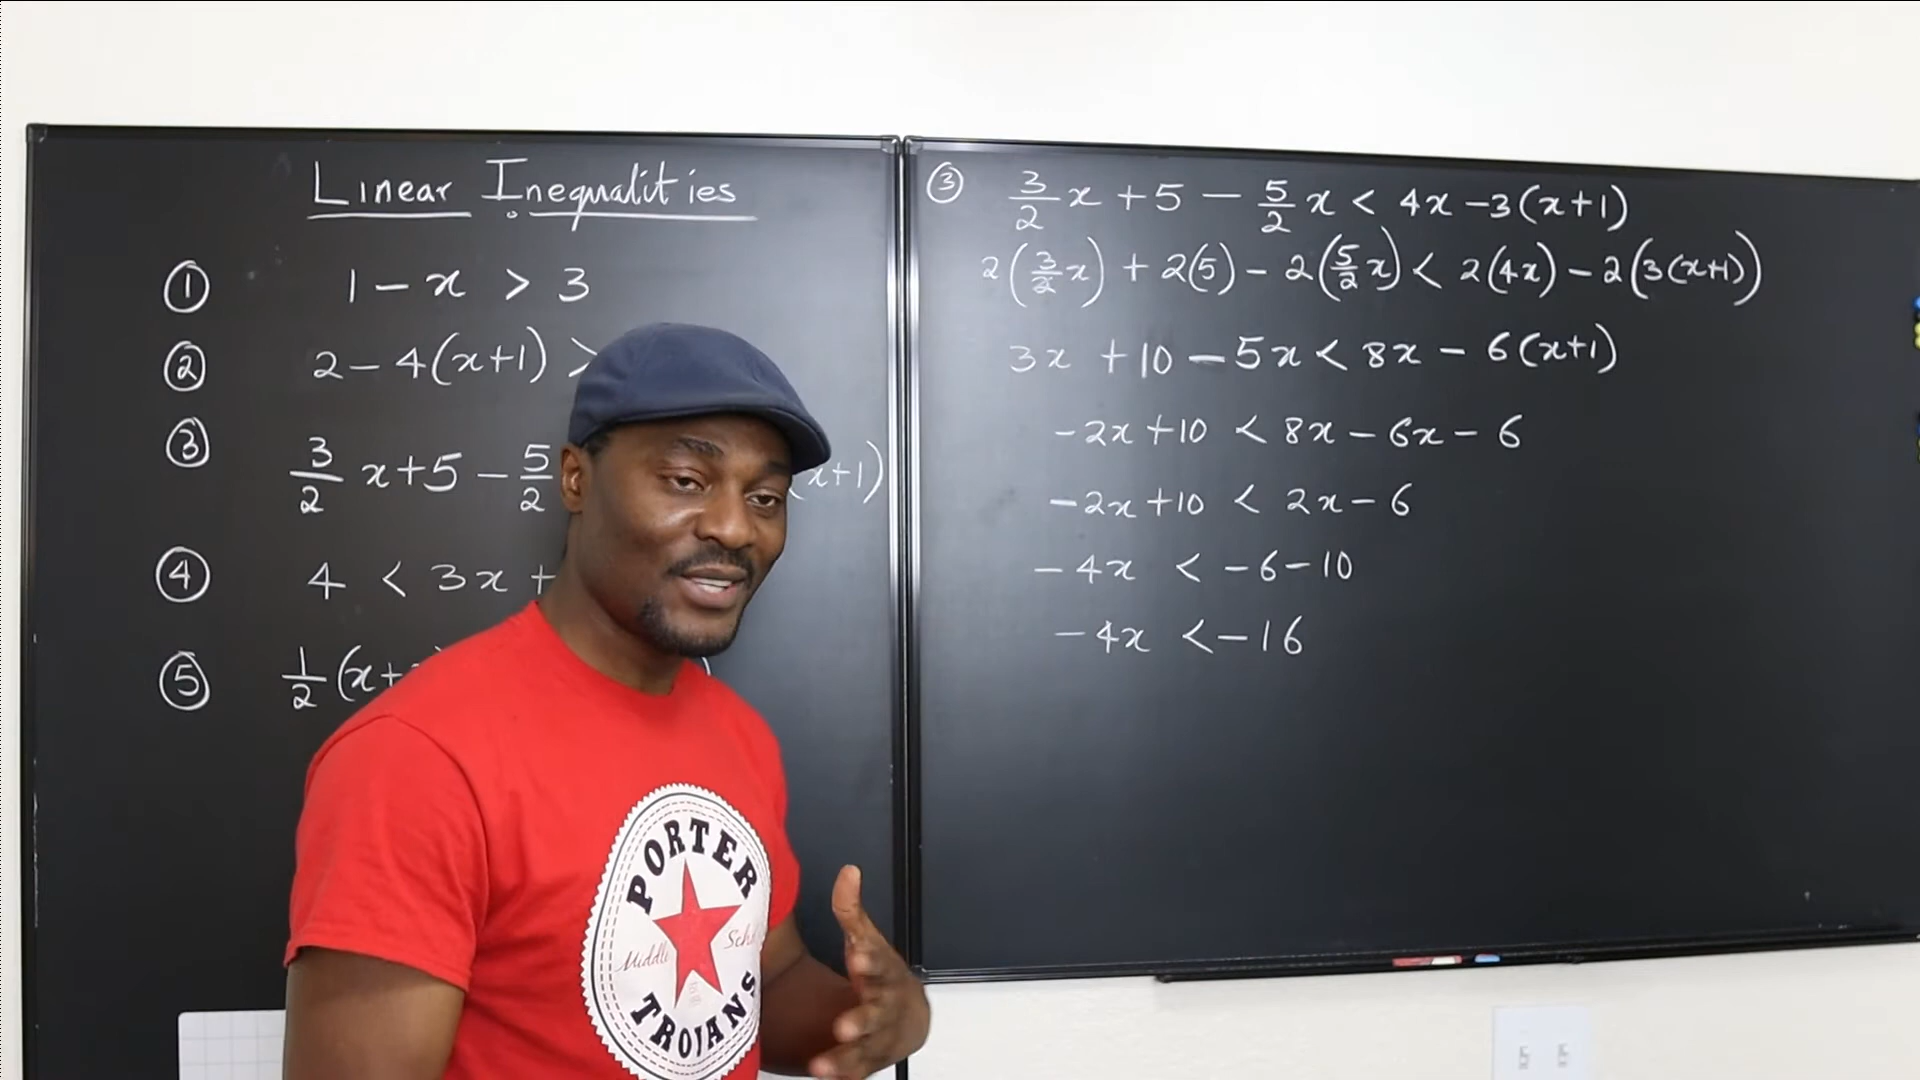 Linear Inequalities
① 1 - x > 3
② 2 - 4(x+1) >
③ 3/2 x + 5 - 5/2 x+1)
④ 4 < 3x +
⑤ 1/2 (x+
③ 3/2 x + 5 - 5/2 x < 4x - 3(x+1)
2(3/2 x) + 2(5) - 2(5/2 x) < 2(4x) - 2(3(x+1))
3x + 10 - 5x < 8x - 6(x+1)
-2x + 10 < 8x - 6x - 6
-2x + 10 < 2x - 6
-4x < -6 - 10
-4x < -16
PORTER
Middle
TROJANS